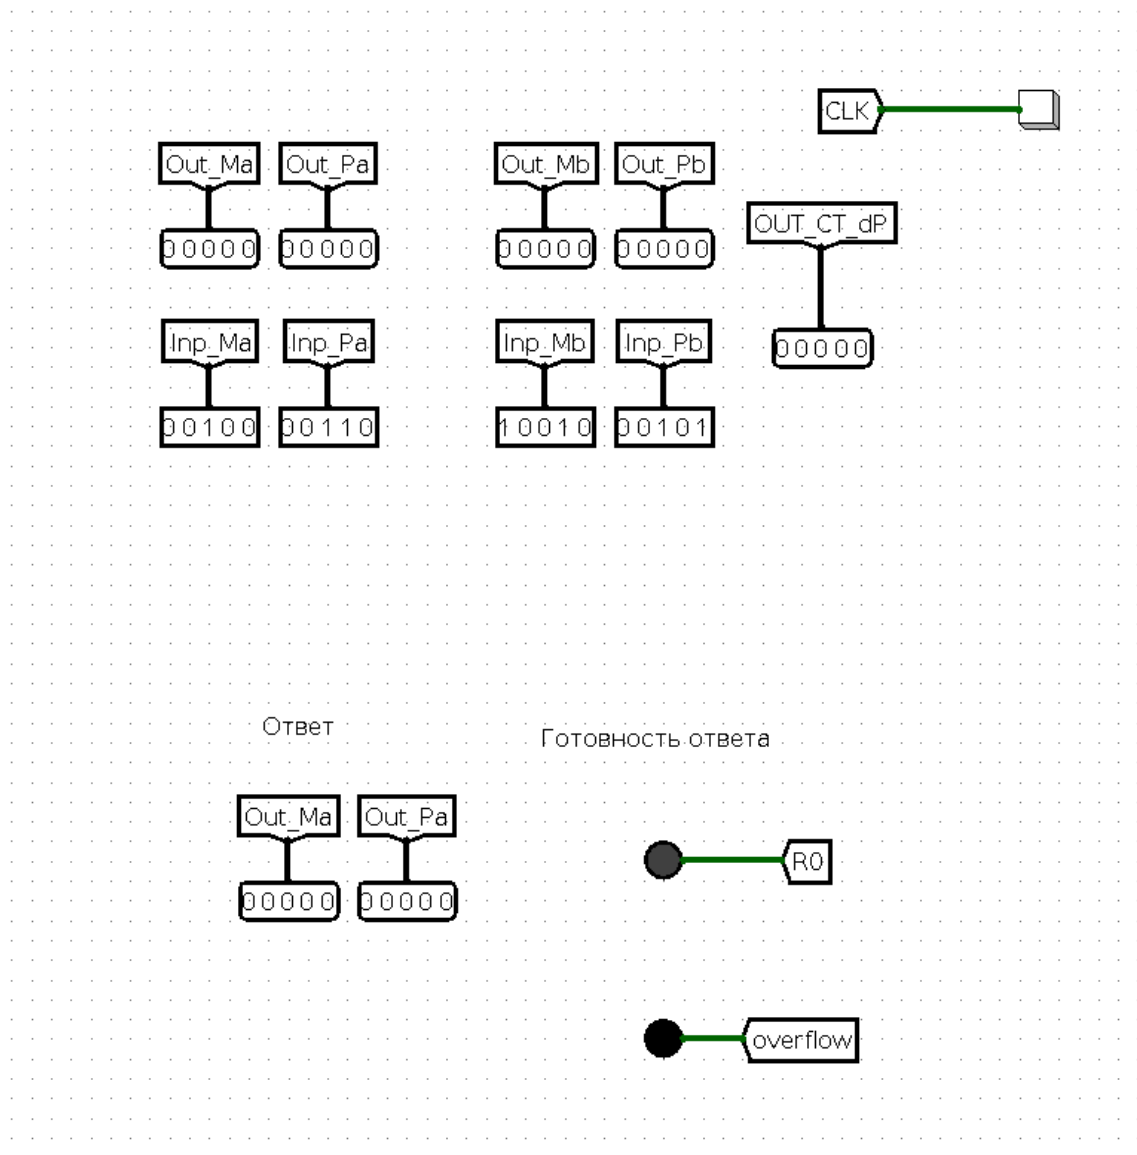 CLK
Out_Ma Out_Pa Out_Mb Out_Pb
OUT_CT_dP
00000 00000 00000 00000
Inp_Ma Inp_Pa Inp_Mb Inp_Pb
00000
00100 00110 10010 00101
Ответ
Готовность ответа
Out_Ma Out_Pa
R0
00000 00000
overflow